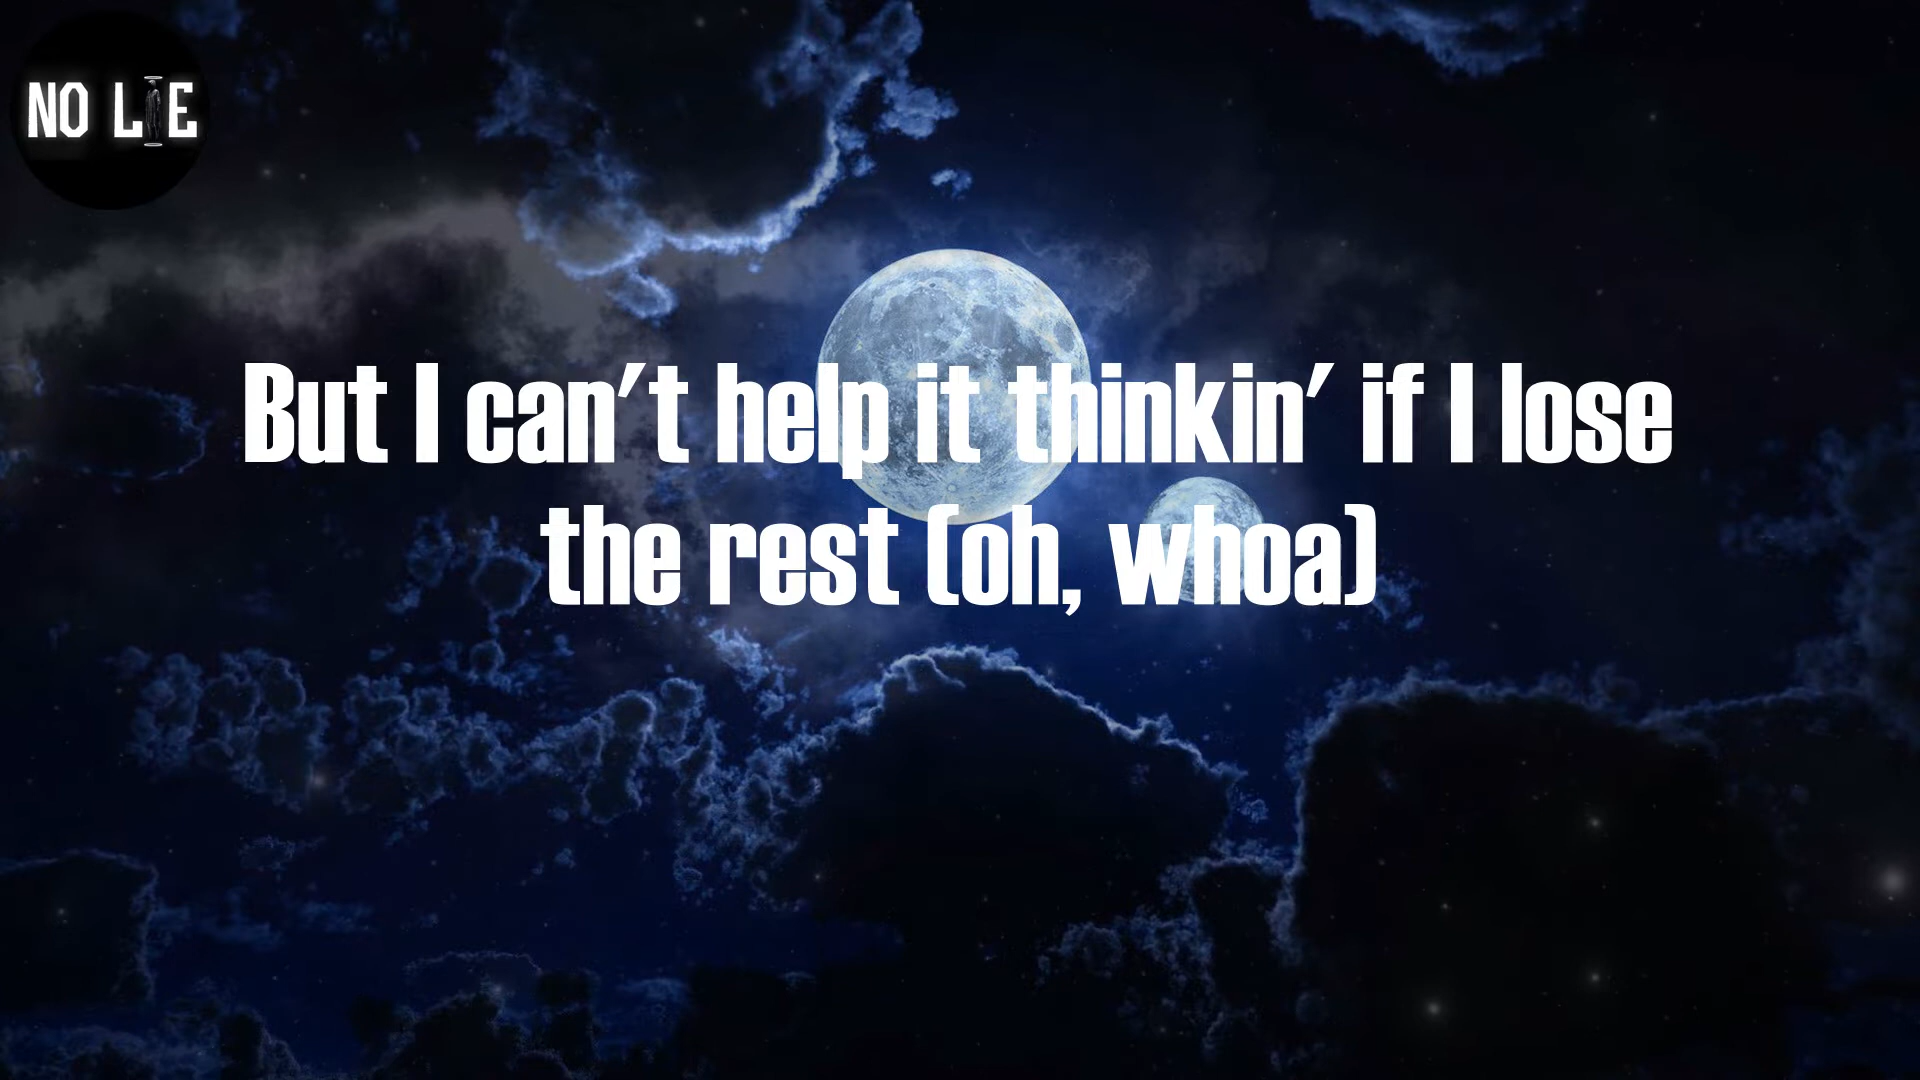 NO LIE
But I can't help it thinkin' if I lose
the rest (oh, whoa)